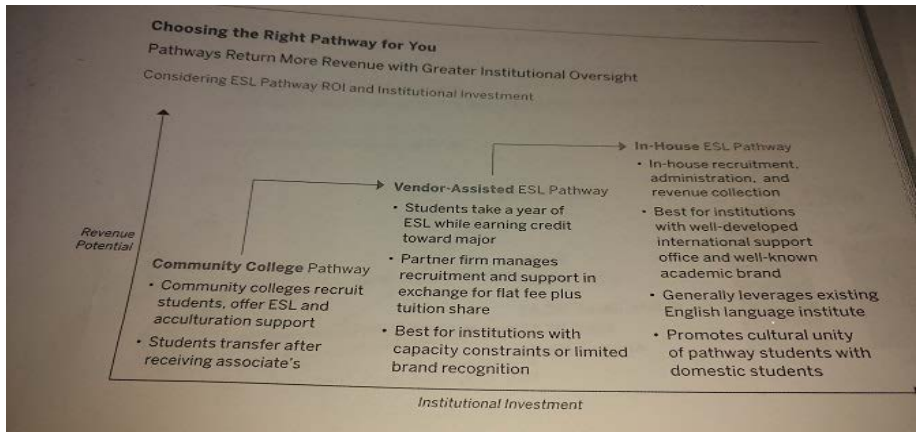 Choosing the Right Pathway for You
Pathways Return More Revenue with Greater Institutional Oversight
Considering ESL Pathway ROI and Institutional Investment
Revenue
Potential
Community College Pathway
• Community colleges recruit
students, offer ESL and
acculturation support
• Students transfer after
receiving associate's
Vendor-Assisted ESL Pathway
• Students take a year of
ESL while earning credit
toward major
• Partner firm manages
recruitment and support in
exchange for flat fee plus
tuition share
• Best for institutions with
capacity constraints or limited
brand recognition
In-House ESL Pathway
• In-house recruitment,
administration, and
revenue collection
• Best for institutions
with well-developed
international support
office and well-known
academic brand
• Generally leverages existing
English language institute
• Promotes cultural unity
of pathway students with
domestic students
Institutional Investment